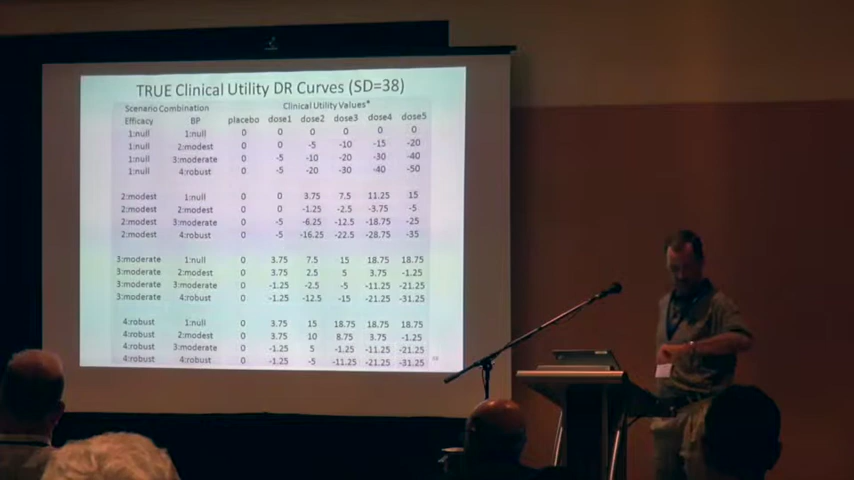 TRUE Clinical Utility DR Curves (SD=38)
Scenario Combination Clinical Utility Values*
Efficacy BP placebo dose1 dose2 dose3 dose4 dose5
1:null 1:null 0 0 0 0 0 0
1:null 2:modest 0 0 -5 -10 -15 -20
1:null 3:moderate 0 -5 -10 -20 -30 -40
1:null 4:robust 0 -5 -20 -30 -40 -50
2:modest 1:null 0 0 3.75 7.5 11.25 15
2:modest 2:modest 0 0 -1.25 -2.5 -3.75 -5
2:modest 3:moderate 0 -5 -6.25 -12.5 -18.75 -25
2:modest 4:robust 0 -5 -16.25 -22.5 -28.75 -35
3:moderate 1:null 0 3.75 7.5 15 18.75 18.75
3:moderate 2:modest 0 3.75 2.5 5 3.75 -1.25
3:moderate 3:moderate 0 -1.25 -2.5 -5 -11.25 -21.25
3:moderate 4:robust 0 -1.25 -12.5 -15 -21.25 -31.25
4:robust 1:null 0 3.75 15 18.75 18.75 18.75
4:robust 2:modest 0 3.75 10 8.75 3.75 -1.25
4:robust 3:moderate 0 -1.25 5 -1.25 -11.25 -21.25
4:robust 4:robust 0 -1.25 -5 -11.25 -21.25 -31.25